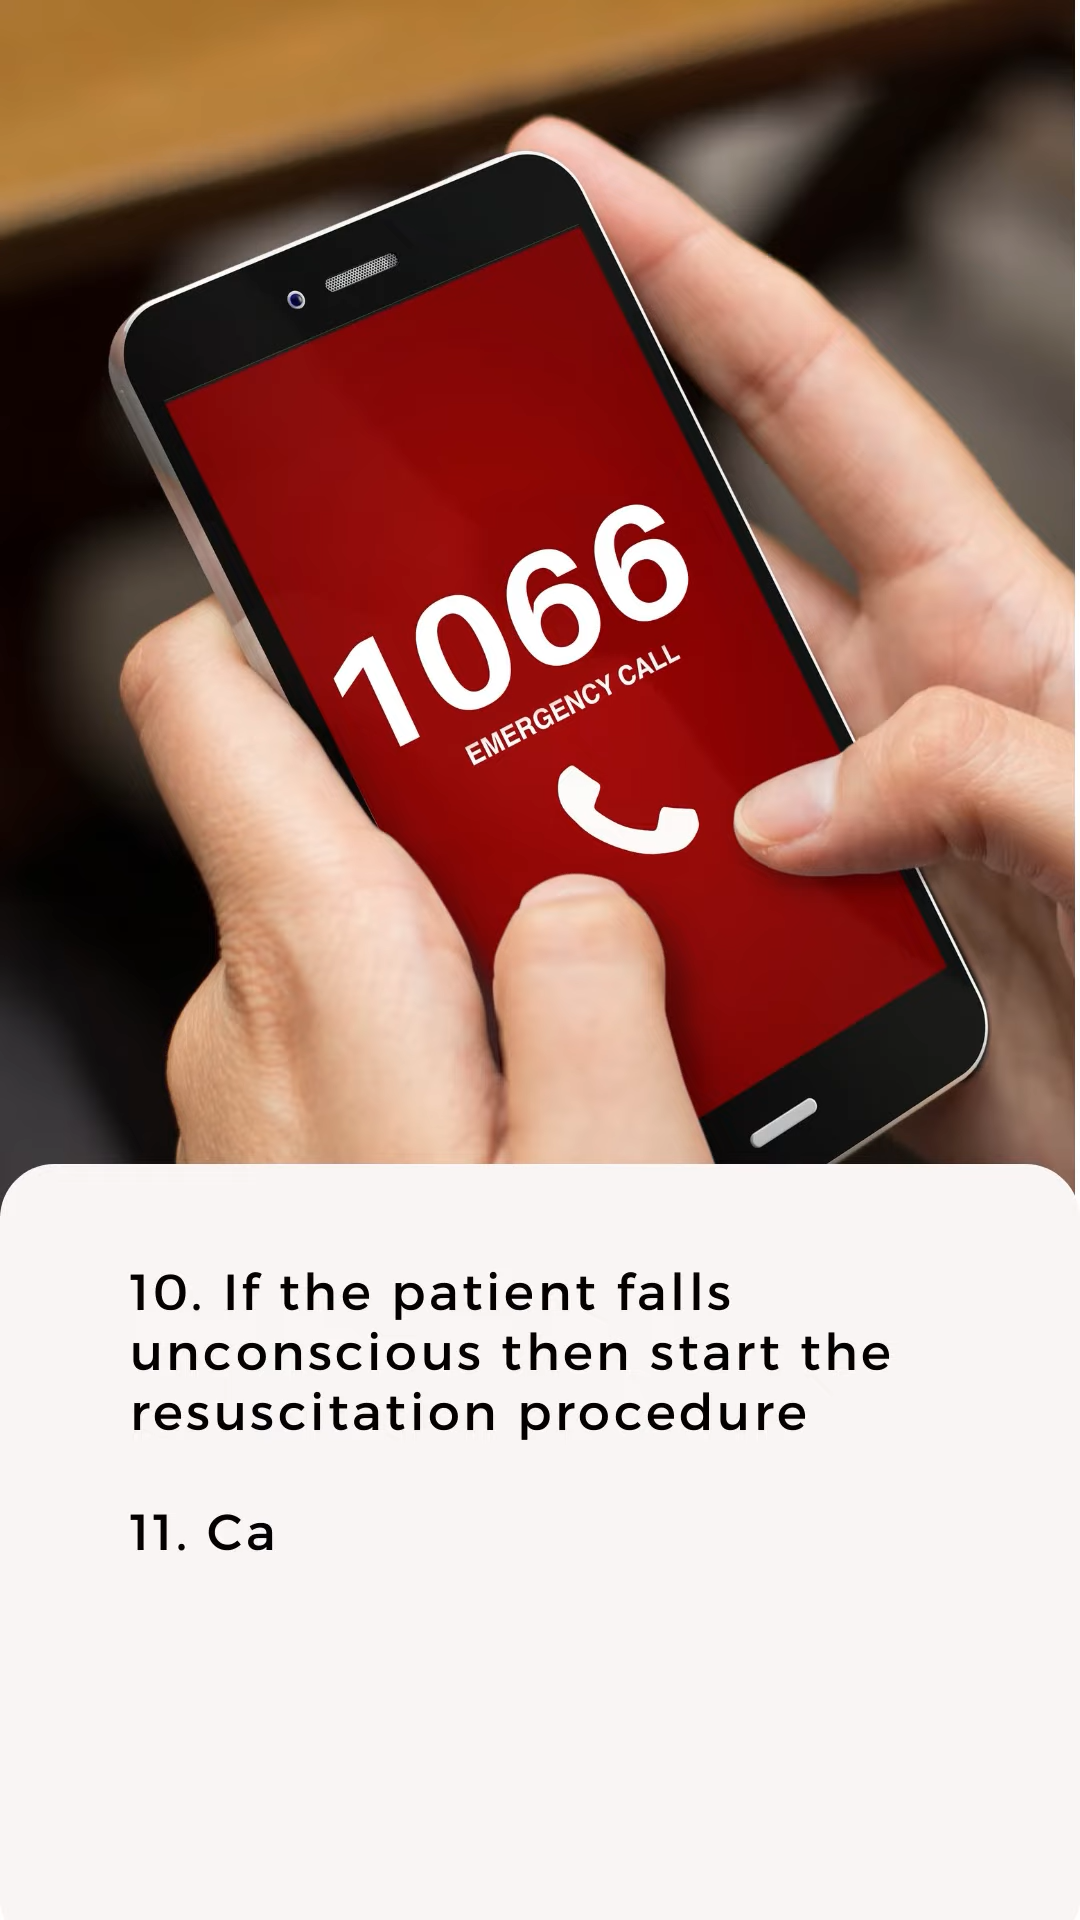 1066
EMERGENCY CALL
10. If the patient falls
unconscious then start the
resuscitation procedure
11. Ca